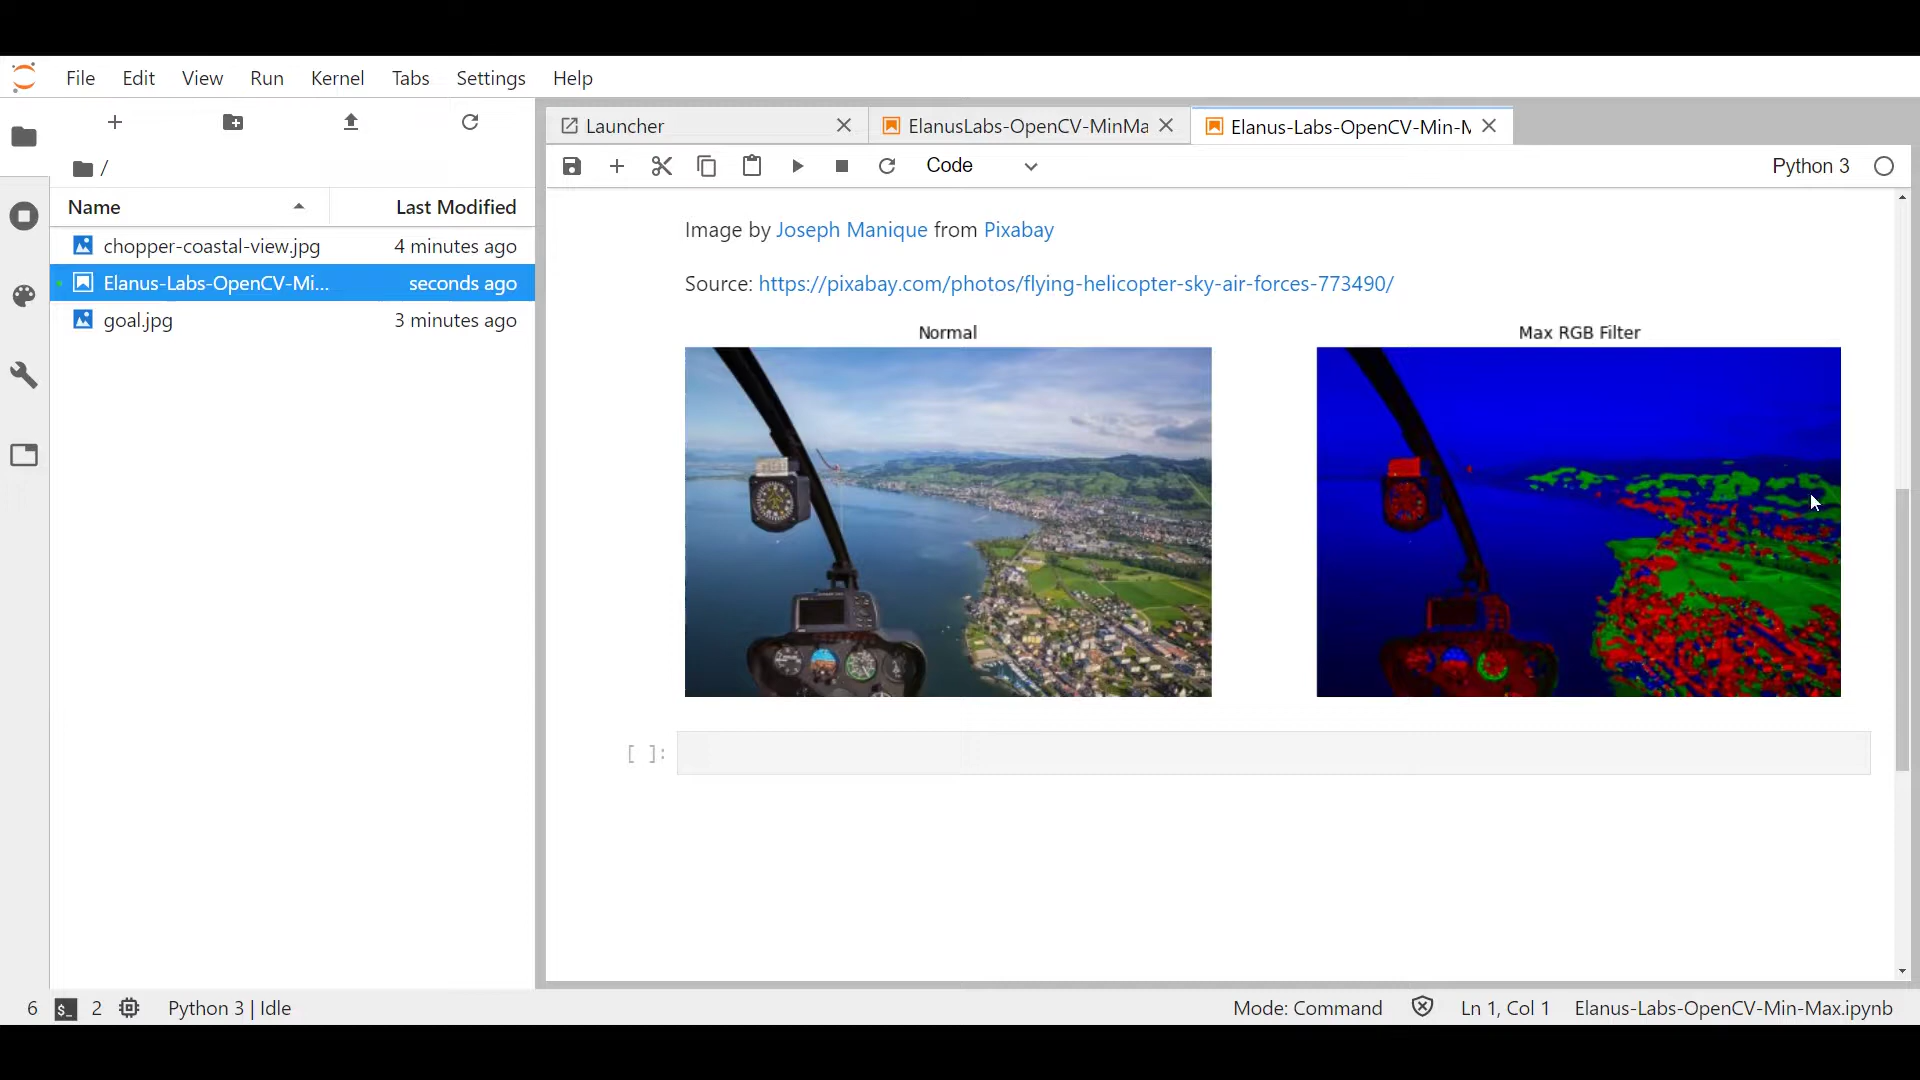 File Edit View Run Kernel Tabs Settings Help
Launcher
ElanusLabs-OpenCV-MinMa
Elanus-Labs-OpenCV-Min-M
/
Code
Python 3
Name Last Modified
chopper-coastal-view.jpg 4 minutes ago
Elanus-Labs-OpenCV-Mi... seconds ago
goal.jpg 3 minutes ago
Image by Joseph Manique from Pixabay
Source: https://pixabay.com/photos/flying-helicopter-sky-air-forces-773490/
Normal
Max RGB Filter
[ ]:
6 $_ 2 Python 3 | Idle
Mode: Command Ln 1, Col 1 Elanus-Labs-OpenCV-Min-Max.ipynb